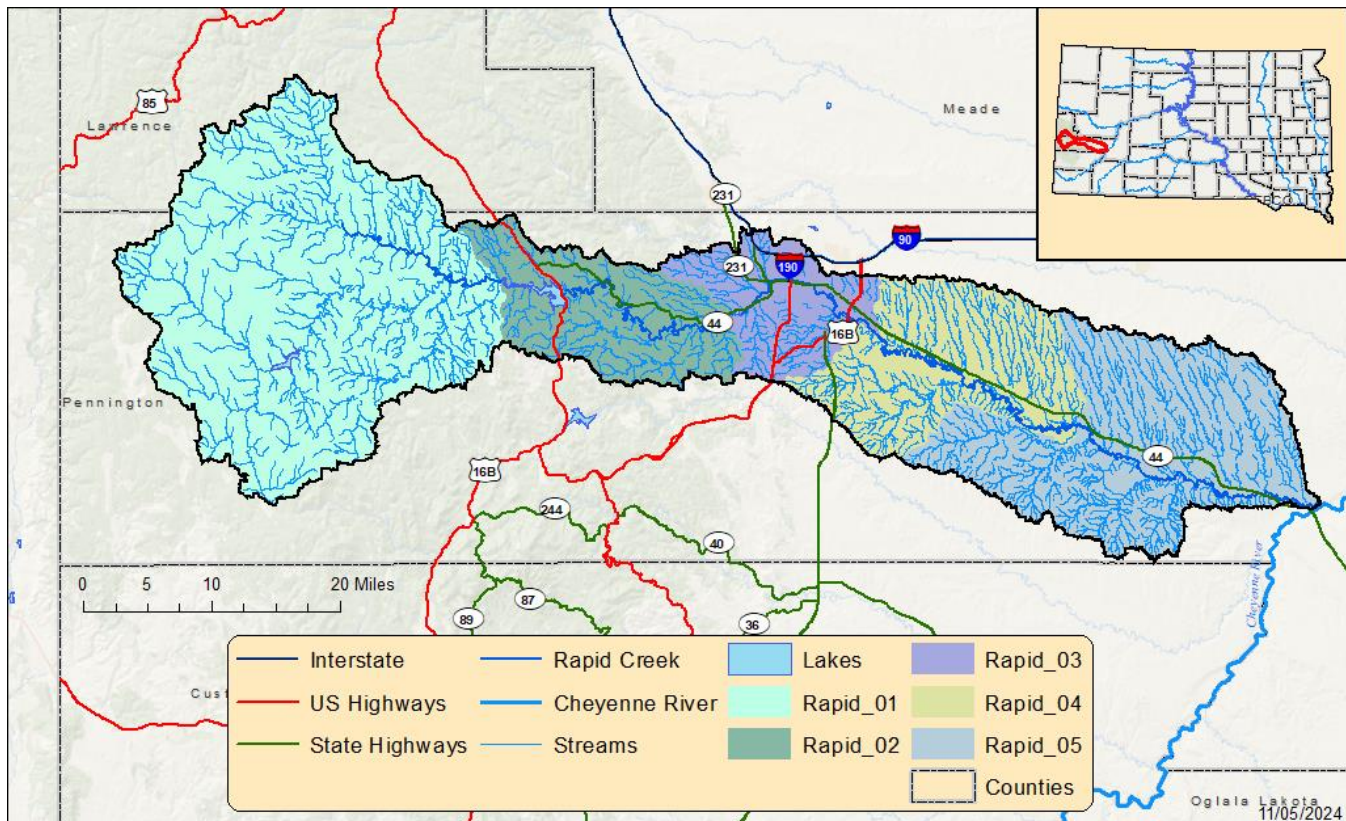 85
Lawrence
Meade
231
90
231
190
44
16B
Pennington
44
16B
244
40
87
89
36
Cheyenne River
0 5 10 20 Miles
Interstate
US Highways
State Highways
Rapid Creek
Cheyenne River
Streams
Lakes
Rapid_01
Rapid_02
Rapid_03
Rapid_04
Rapid_05
Counties
Cust
Oglala Lakota
11/05/2024